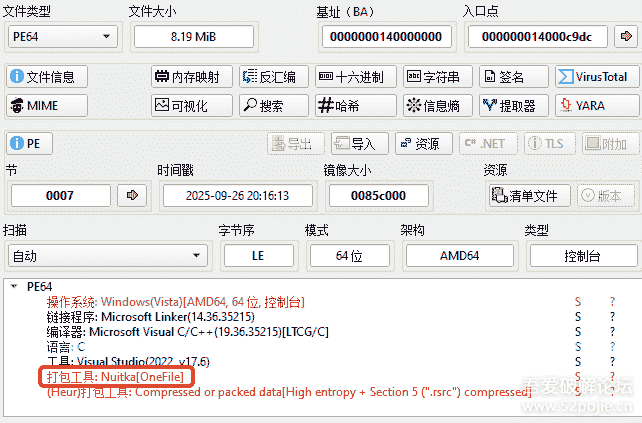 文件类型 文件大小 基址（BA） 入口点
PE64 8.19 MiB 0000000140000000 000000014000c9dc
文件信息 内存映射 反汇编 十六进制 字符串 签名 VirusTotal
MIME 可视化 搜索 哈希 信息熵 提取器 YARA
PE 导出 导入 资源 C# .NET TLS 附加
节 时间戳 镜像大小 资源
0007 2025-09-26 20:16:13 0085c000 清单文件 版本
扫描 字节序 模式 架构 类型
自动 LE 64 位 AMD64 控制台
PE64
操作系统: Windows(Vista)[AMD64, 64 位, 控制台] S ?
链接程序: Microsoft Linker(14.36.35215) S ?
编译器: Microsoft Visual C/C++(19.36.35215)[LTCG/C] S ?
语言: C S ?
工具: Visual Studio(2022, v17.6) S ?
打包工具: Nuitka[OneFile] S ?
(Heur)打包工具: Compressed or packed data[High entropy + Section 5 (".rsrc") compressed] S ?
吾爱破解论坛
www.52pojie.cn